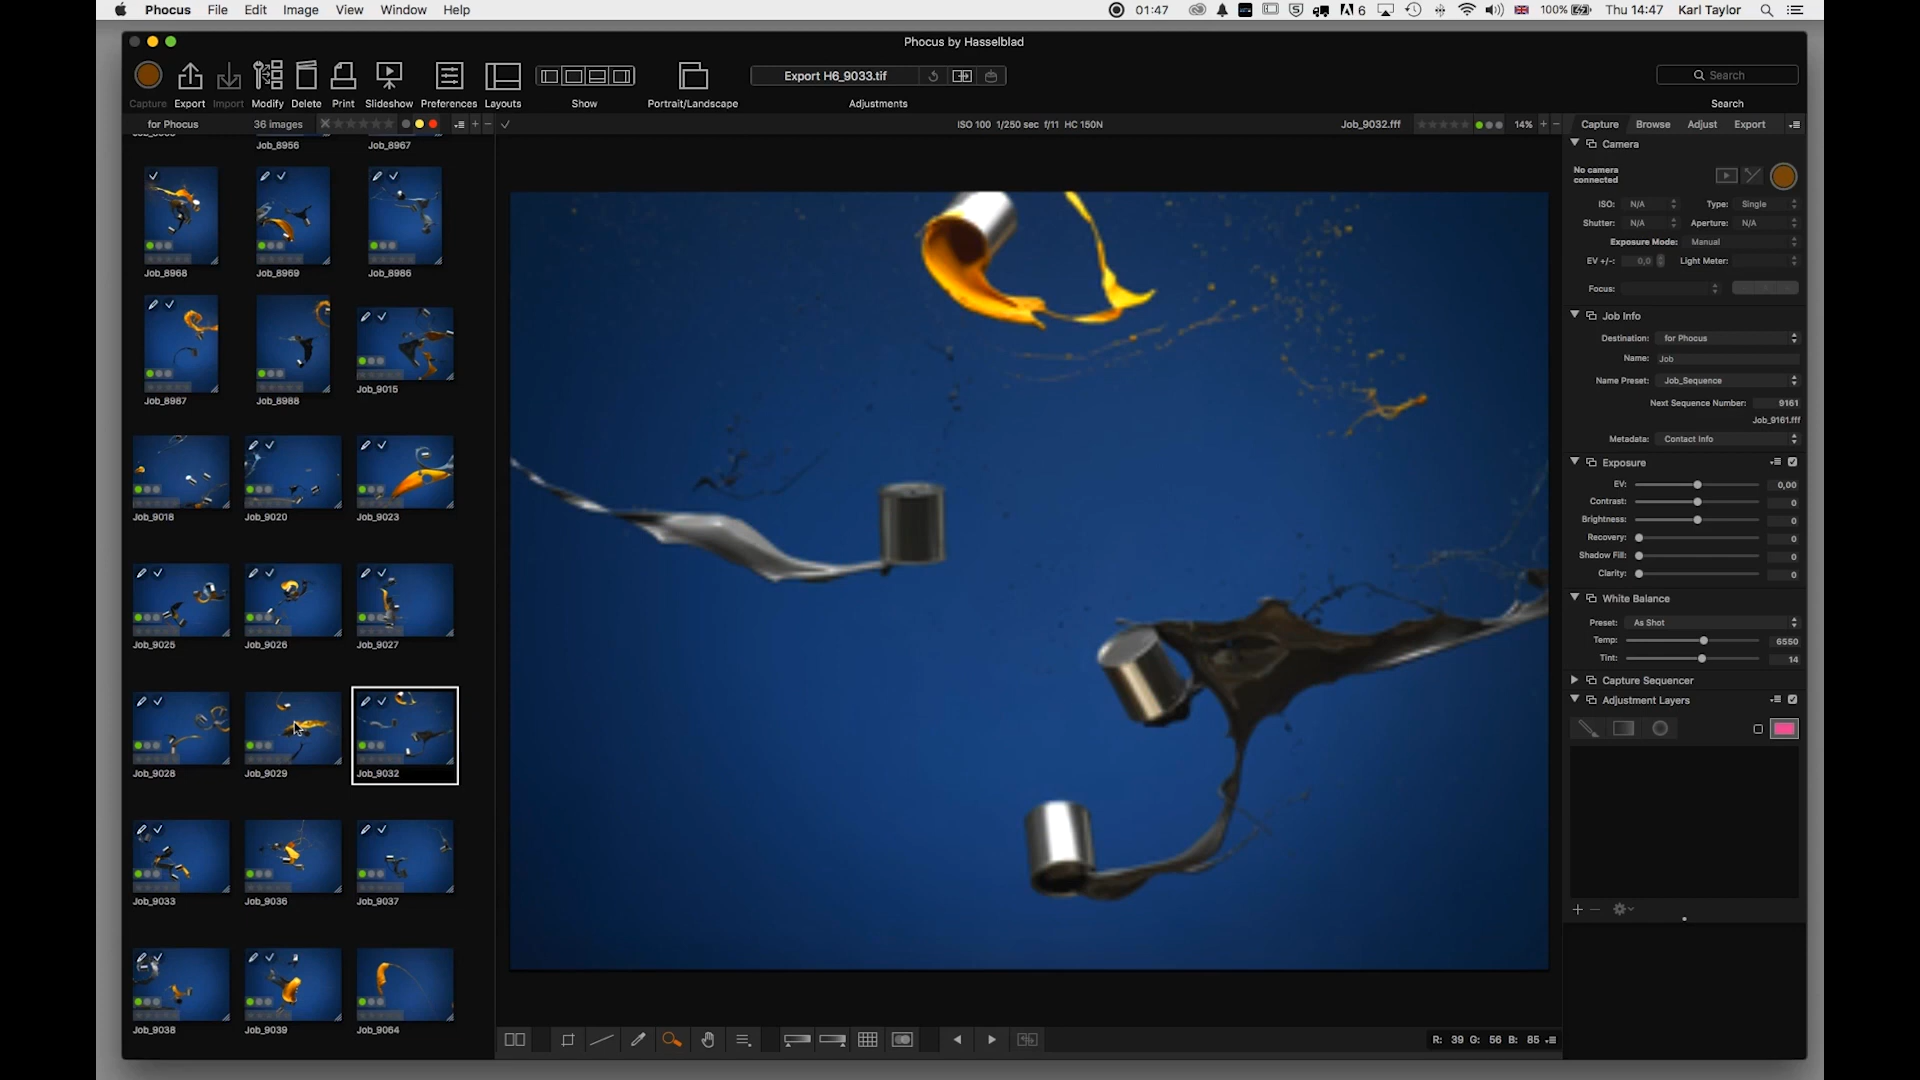 Phocus File Edit Image View Window Help 01:47 6 100% Thu 14:47 Karl Taylor
Phocus by Hasselblad
Export H6_9033.tif Search
Capture Export Import Modify Delete Print Slideshow Preferences Layouts Show Portrait/Landscape Adjustments Search
for Phocus 36 images ISO 100 1/250 sec f/11 HC 150N Job_9032.fff 14% Capture Browse Adjust Export
Job_8956 Job_8967
Camera
No camera
connected
ISO: N/A Type: Single
Shutter: N/A Aperture: N/A
Exposure Mode: Manual
EV +/-: 0,0 Light Meter:
Job_8968 Job_8969 Job_8986
Focus:
Job Info
Destination: for Phocus
Name: Job
Name Preset: Job_Sequence
Job_8987 Job_8988 Job_9015
Next Sequence Number: 9161
Job_9161.fff
Metadata: Contact Info
Exposure
EV: 0,00
Contrast: 0
Brightness: 0
Job_9018 Job_9020 Job_9023
Recovery: 0
Shadow Fill: 0
Clarity: 0
White Balance
Preset: As Shot
Temp: 6550
Job_9025 Job_9026 Job_9027
Tint: 14
Capture Sequencer
Adjustment Layers
Job_9028 Job_9029 Job_9032
Job_9033 Job_9036 Job_9037
Job_9038 Job_9039 Job_9064
R: 39 G: 56 B: 85